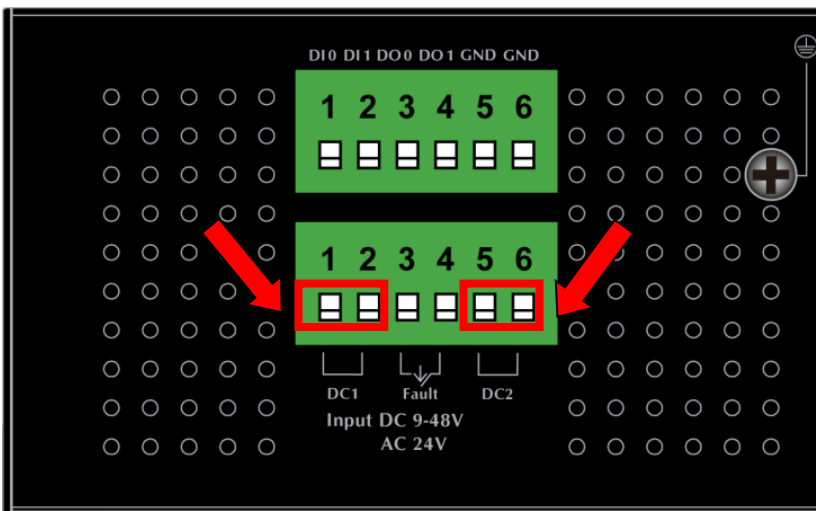 DI0 DI1 DO0 DO1 GND GND
1 2 3 4 5 6
1 2 3 4 5 6
DC1 Fault DC2
Input DC 9-48V
AC 24V